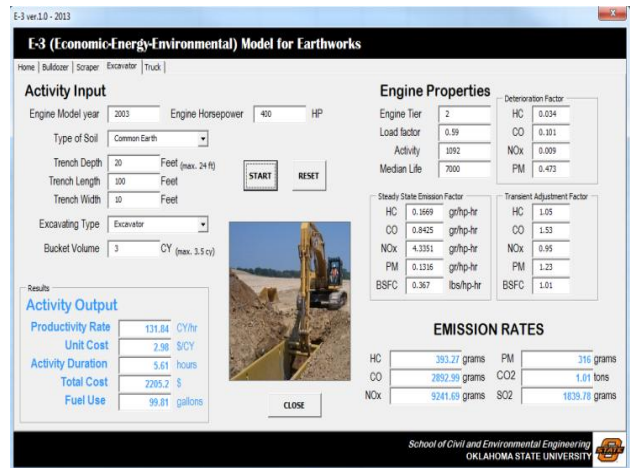 E-3 ver.1.0 - 2013
E-3 (Economic-Energy-Environmental) Model for Earthworks
Home | Bulldozer | Scraper | Excavator | Truck |
Activity Input
Engine Model year 2003 Engine Horsepower 400 HP
Type of Soil Common Earth
Trench Depth 20 Feet (max. 24 ft)
Trench Length 100 Feet
Trench Width 10 Feet
START RESET
Excavating Type Excavator
Bucket Volume 3 CY (max. 3.5 cy)
Results
Activity Output
Productivity Rate 131.84 CY/hr
Unit Cost 2.98 $/CY
Activity Duration 5.61 hours
Total Cost 2205.2 $
Fuel Use 99.81 gallons
CLOSE
Engine Properties
Engine Tier 2
Load factor 0.59
Activity 1092
Median Life 7000
Deterioration Factor
HC 0.034
CO 0.101
NOx 0.009
PM 0.473
Steady State Emission Factor
HC 0.1669 gr/hp-hr
CO 0.8425 gr/hp-hr
NOx 4.3351 gr/hp-hr
PM 0.1316 gr/hp-hr
BSFC 0.367 lbs/hp-hr
Transient Adjustment Factor
HC 1.05
CO 1.53
NOx 0.95
PM 1.23
BSFC 1.01
EMISSION RATES
HC 393.27 grams PM 316 grams
CO 2892.99 grams CO2 1.01 tons
NOx 9241.69 grams SO2 1839.78 grams
School of Civil and Environmental Engineering
OKLAHOMA STATE UNIVERSITY
STATE